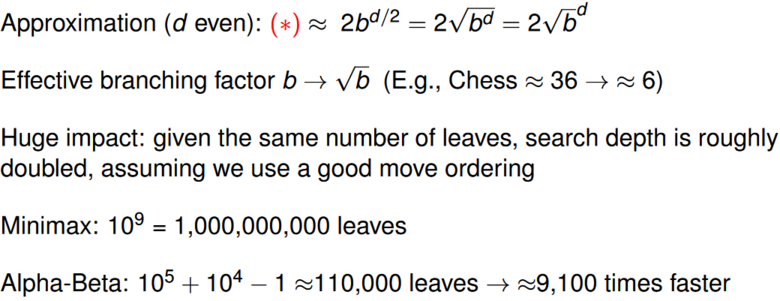 Approximation (d even): (∗) ≈ 2b^{d/2} = 2√(b^d) = 2√b^d
Effective branching factor b → √b (E.g., Chess ≈ 36 → ≈ 6)
Huge impact: given the same number of leaves, search depth is roughly
doubled, assuming we use a good move ordering
Minimax: 10^9 = 1,000,000,000 leaves
Alpha-Beta: 10^5 + 10^4 − 1 ≈110,000 leaves → ≈9,100 times faster